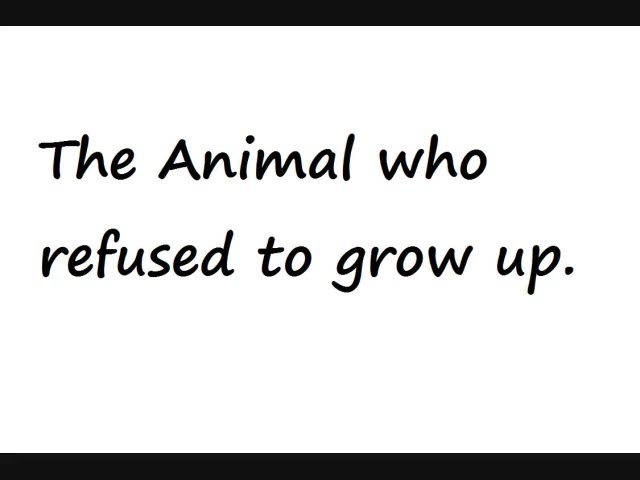 The Animal who
refused to grow up.